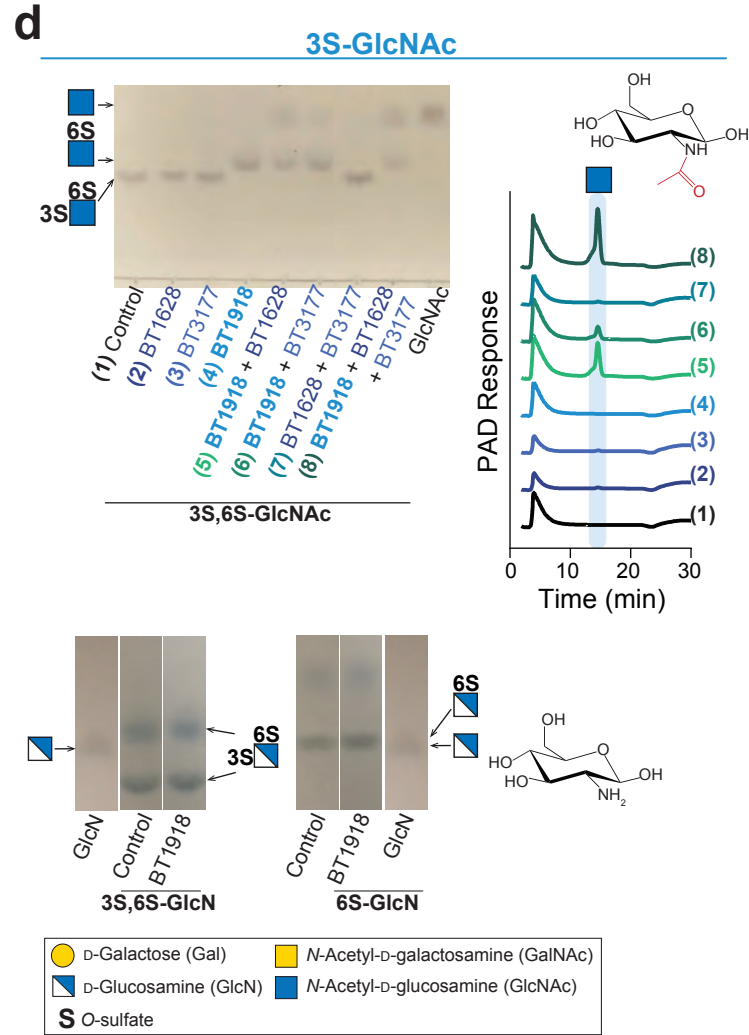 d
3S-GlcNAc
6S
6S
3S
(1) Control
(2) BT1628
(3) BT3177
(4) BT1918
(5) BT1918 + BT1628
(6) BT1918 + BT3177
(7) BT1628 + BT3177
(8) BT1918 + BT1628
+ BT3177
GlcNAc
3S,6S-GlcNAc
OH
HO
O
HO
OH
NH
O
PAD Response
(8)
(7)
(6)
(5)
(4)
(3)
(2)
(1)
0 10 20 30
Time (min)
6S
3S
6S
GlcN
Control
BT1918
3S,6S-GlcN
Control
BT1918
GlcN
6S-GlcN
OH
HO
O
HO
OH
NH2
D-Galactose (Gal) N-Acetyl-D-galactosamine (GalNAc)
D-Glucosamine (GlcN) N-Acetyl-D-glucosamine (GlcNAc)
S O-sulfate